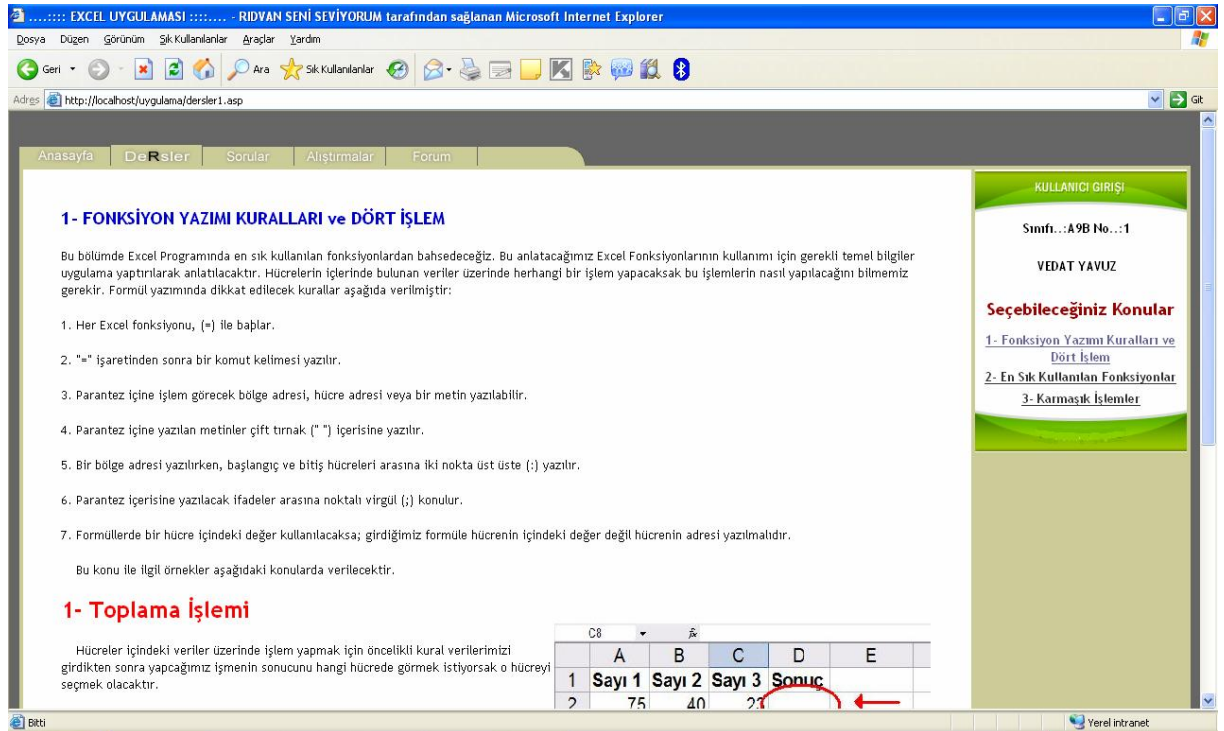 ....:::: EXCEL UYGULAMASI ::::.... - RIDVAN SENİ SEVİYORUM tarafından sağlanan Microsoft Internet Explorer
Dosya Düzen Görünüm Sık Kullanılanlar Araçlar Yardım
Geri Ara Sık Kullanılanlar
Adres http://localhost/uygulama/dersler1.asp Git
Anasayfa DeRsler Sorular Alıştırmalar Forum
1- FONKSİYON YAZIMI KURALLARI ve DÖRT İŞLEM
Bu bölümde Excel Programında en sık kullanılan fonksiyonlardan bahsedeceğiz. Bu anlatacağımız Excel Fonksiyonlarının kullanımı için gerekli temel bilgiler
uygulama yaptırılarak anlatılacaktır. Hücrelerin içlerinde bulunan veriler üzerinde herhangi bir işlem yapacaksak bu işlemlerin nasıl yapılacağını bilmemiz
gerekir. Formül yazımında dikkat edilecek kurallar aşağıda verilmiştir:
1. Her Excel fonksiyonu, (=) ile baþlar.
2. "=" işaretinden sonra bir komut kelimesi yazılır.
3. Parantez içine işlem görecek bölge adresi, hücre adresi veya bir metin yazılabilir.
4. Parantez içine yazılan metinler çift tırnak (" ") içerisine yazılır.
5. Bir bölge adresi yazılırken, başlangıç ve bitiş hücreleri arasına iki nokta üst üste (:) yazılır.
6. Parantez içerisine yazılacak ifadeler arasına noktalı virgül (;) konulur.
7. Formüllerde bir hücre içindeki değer kullanılacaksa; girdiğimiz formüle hücrenin içindeki değer değil hücrenin adresi yazılmalıdır.
Bu konu ile ilgil örnekler aşağıdaki konularda verilecektir.
1- Toplama İşlemi
Hücreler içindeki veriler üzerinde işlem yapmak için öncelikli kural verilerimizi
girdikten sonra yapcağımız işmenin sonucunu hangi hücrede görmek istiyorsak o hücreyi
seçmek olacaktır.
C8 fx
A B C D E
1 Sayı 1 Sayı 2 Sayı 3 Sonuç
2 75 40 23
KULLANICI GIRIŞI
Sınıfı..:A9B No..:1
VEDAT YAVUZ
Seçebileceğiniz Konular
1- Fonksiyon Yazımı Kuralları ve
Dört İşlem
2- En Sık Kullanılan Fonksiyonlar
3- Karmaşık İşlemler
Bitti Yerel intranet